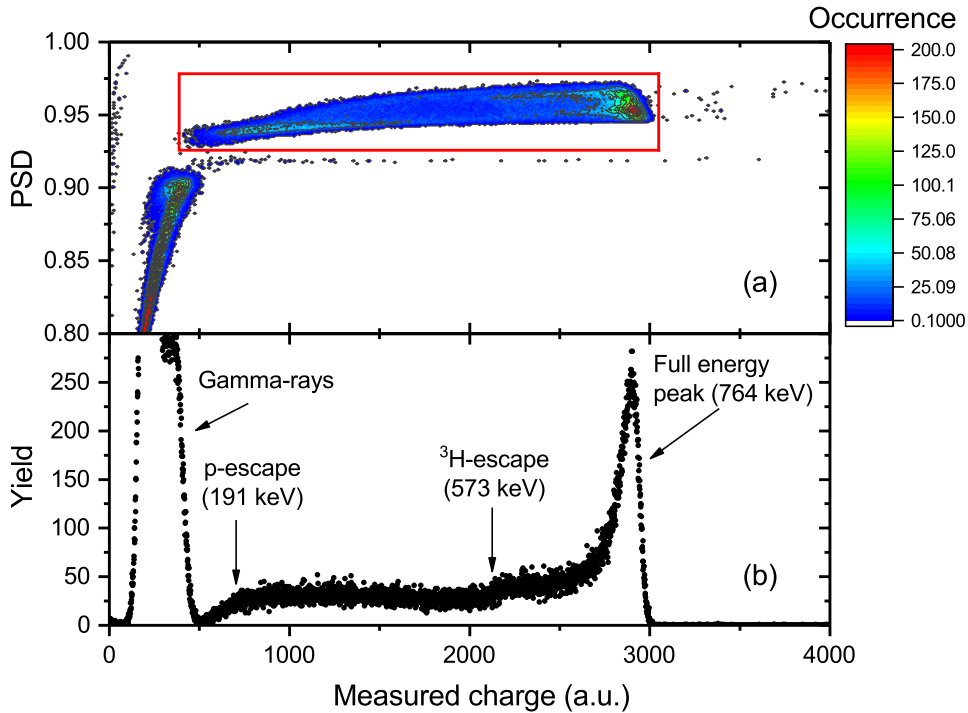 Occurrence
1.00
0.95
0.90
0.85
0.80
PSD
(a)
200.0
175.0
150.0
125.0
100.1
75.06
50.08
25.09
0.1000
250
200
150
100
50
0
Yield
Gamma-rays
p-escape
(191 keV)
³H-escape
(573 keV)
Full energy
peak (764 keV)
(b)
0
1000
2000
3000
4000
Measured charge (a.u.)